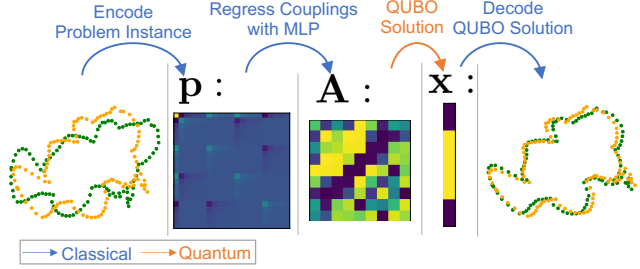 Encode
Problem Instance
Regress Couplings
with MLP
QUBO
Solution
Decode
QUBO Solution
p :
A :
x :
Classical
Quantum